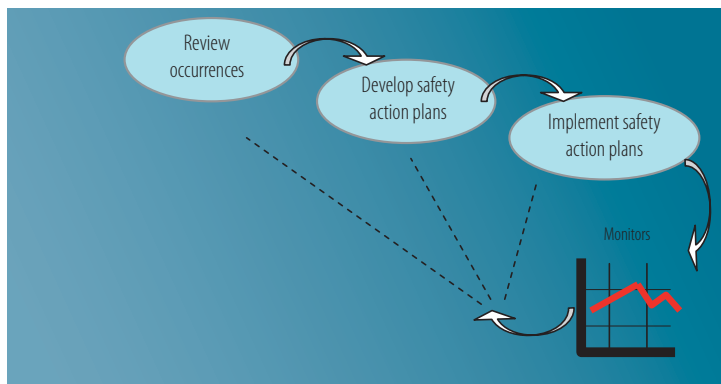 Review
occurrences
Develop safety
action plans
Implement safety
action plans
Monitors